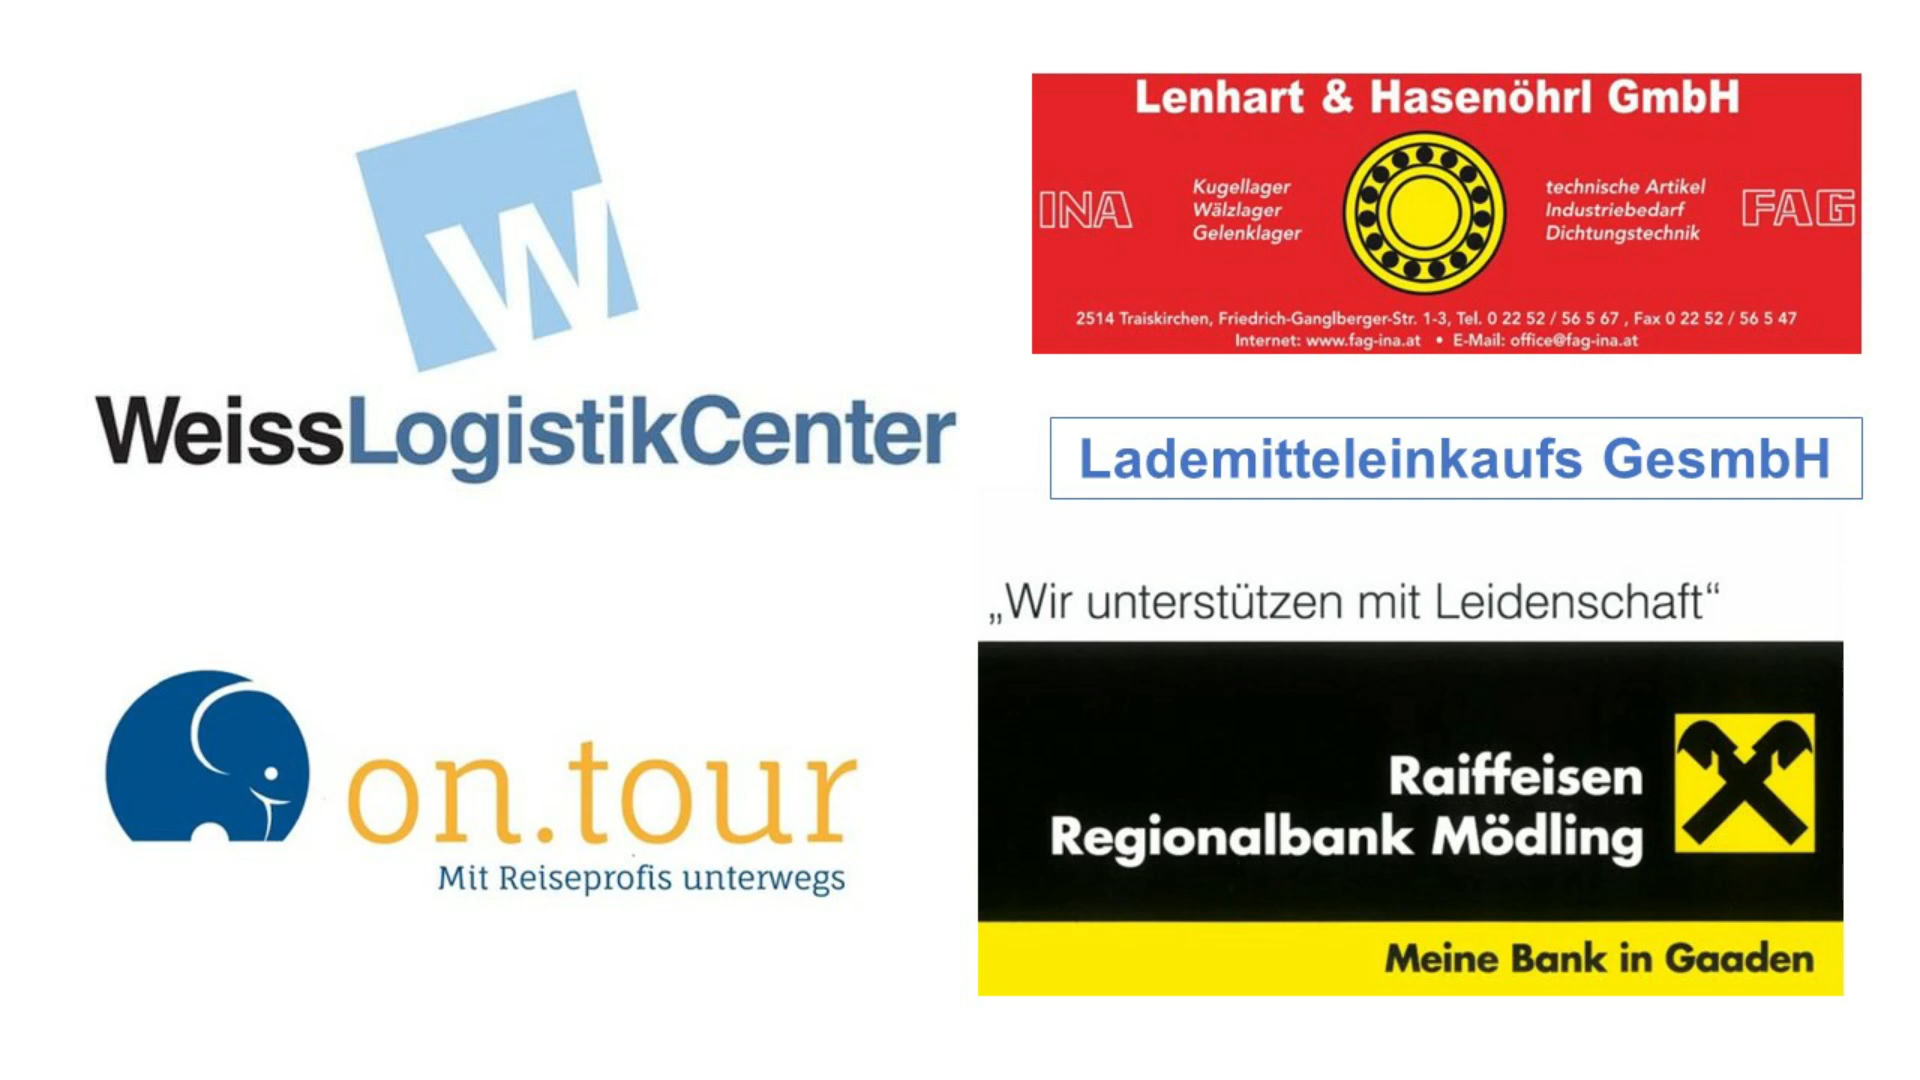 W
WeissLogistikCenter
Lenhart & Hasenöhrl GmbH
INA
Kugellager
Wälzlager
Gelenklager
technische Artikel
Industriebedarf
Dichtungstechnik
FAG
2514 Traiskirchen, Friedrich-Ganglberger-Str. 1-3, Tel. 0 22 52 / 56 5 67 , Fax 0 22 52 / 56 5 47
Internet: www.fag-ina.at • E-Mail: office@fag-ina.at
Lademitteleinkaufs GesmbH
on.tour
Mit Reiseprofis unterwegs
„Wir unterstützen mit Leidenschaft“
Raiffeisen
Regionalbank Mödling
Meine Bank in Gaaden